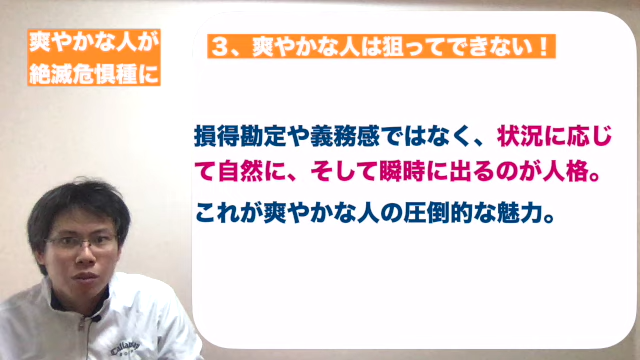 爽やかな人が
絶滅危惧種に
３、爽やかな人は狙ってできない！
損得勘定や義務感ではなく、状況に応じ
て自然に、そして瞬時に出るのが人格。
これが爽やかな人の圧倒的な魅力。
Callaway